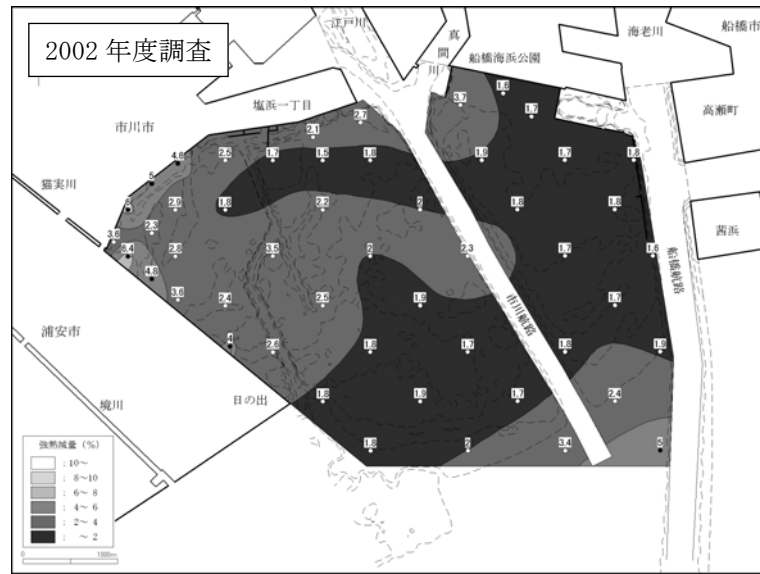 2002 年度調査
江戸川
真間川
船橋海浜公園
海老川
船橋市
高瀬町
塩浜一丁目
市川市
猫実川
茜浜
船橋航路
市川航路
浦安市
境川
日の出
3.7
1.6
1.7
2.7
2.1
4.6
2.5
1.7
1.5
1.8
1.9
1.7
1.8
5
2.9
1.8
2.2
2
1.8
1.8
2.3
3.6
6.4
2.8
3.5
2
2.3
1.7
1.6
4.8
3.6
2.4
2.5
1.9
1.7
4
2.6
1.8
1.7
1.8
1.9
1.8
1.9
1.7
2.4
1.8
2
3.4
5
強熱減量 (%)
: 10～
: 8～10
: 6～ 8
: 4～ 6
: 2～ 4
: ～ 2
0 1000m